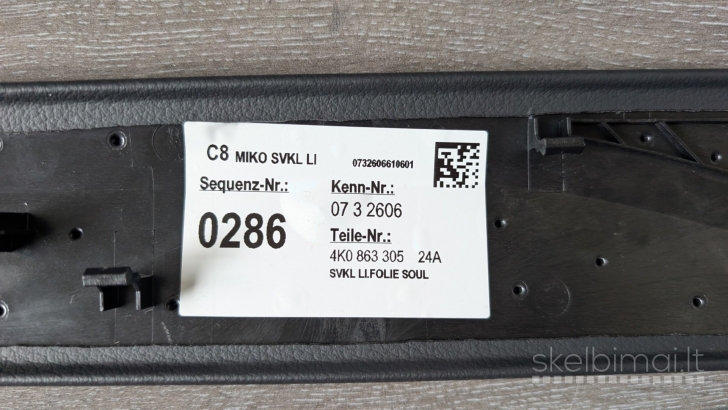 C8 MIKO SVKL LI 0732606610601
Sequenz-Nr.: Kenn-Nr.:
0286 07 3 2606
Teile-Nr.:
4K0 863 305 24A
SVKL LI.FOLIE SOUL
skelbimai.lt